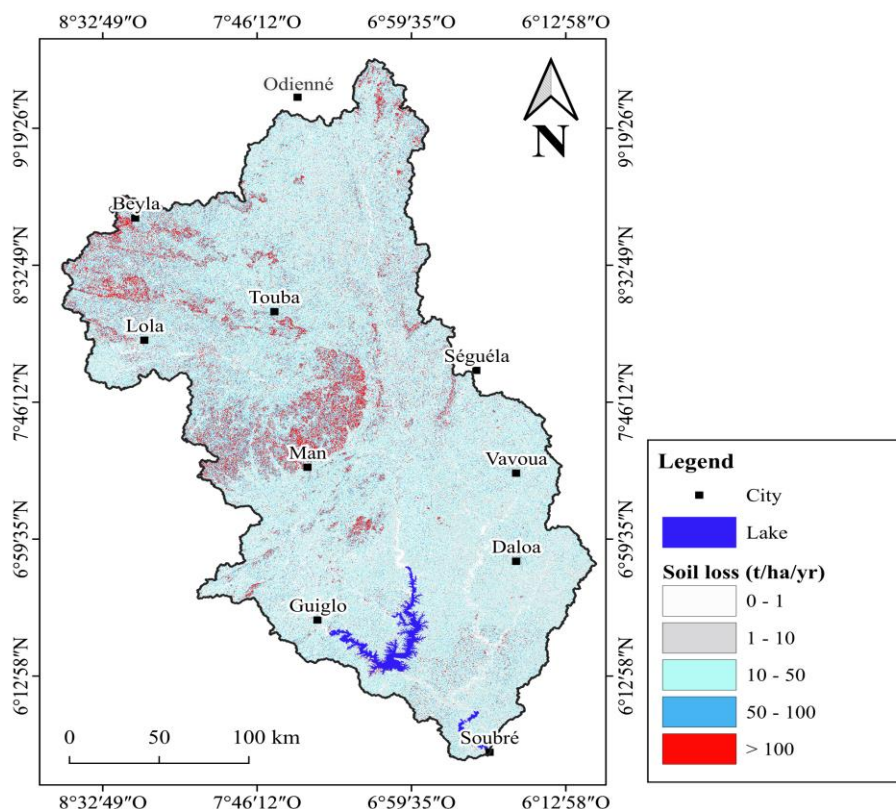 8°32′49″O 7°46′12″O 6°59′35″O 6°12′58″O
9°19′26″N
8°32′49″N
7°46′12″N
6°59′35″N
6°12′58″N
N
Odienné
Beyla
Touba
Lola
Séguéla
Man
Vavoua
Daloa
Guiglo
Soubré
0 50 100 km
9°19′26″N
8°32′49″N
7°46′12″N
6°59′35″N
6°12′58″N
8°32′49″O 7°46′12″O 6°59′35″O 6°12′58″O
Legend
City
Lake
Soil loss (t/ha/yr)
0 - 1
1 - 10
10 - 50
50 - 100
> 100